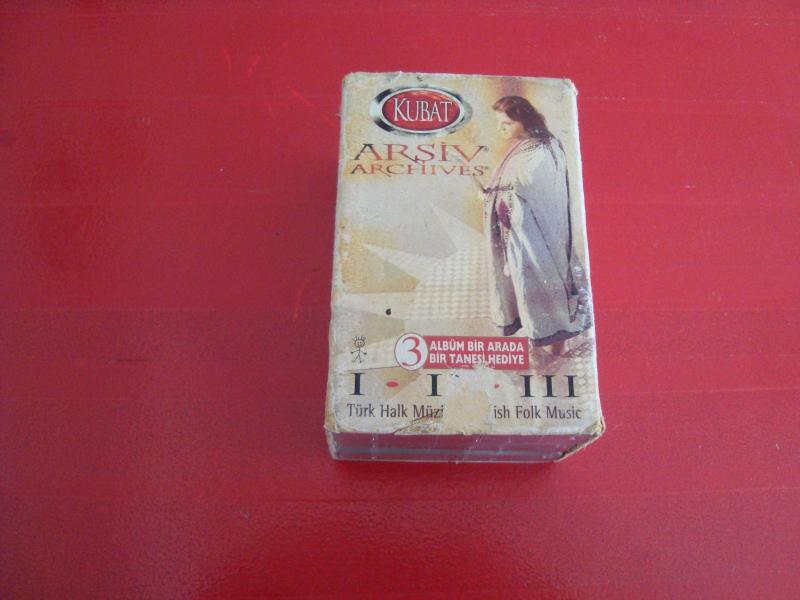 KUBAT
ARŞİV®
ARCHIVES®
3 ALBÜM BİR ARADA
BİR TANESİ HEDİYE
I • I • III
Türk Halk Müzi ish Folk Music